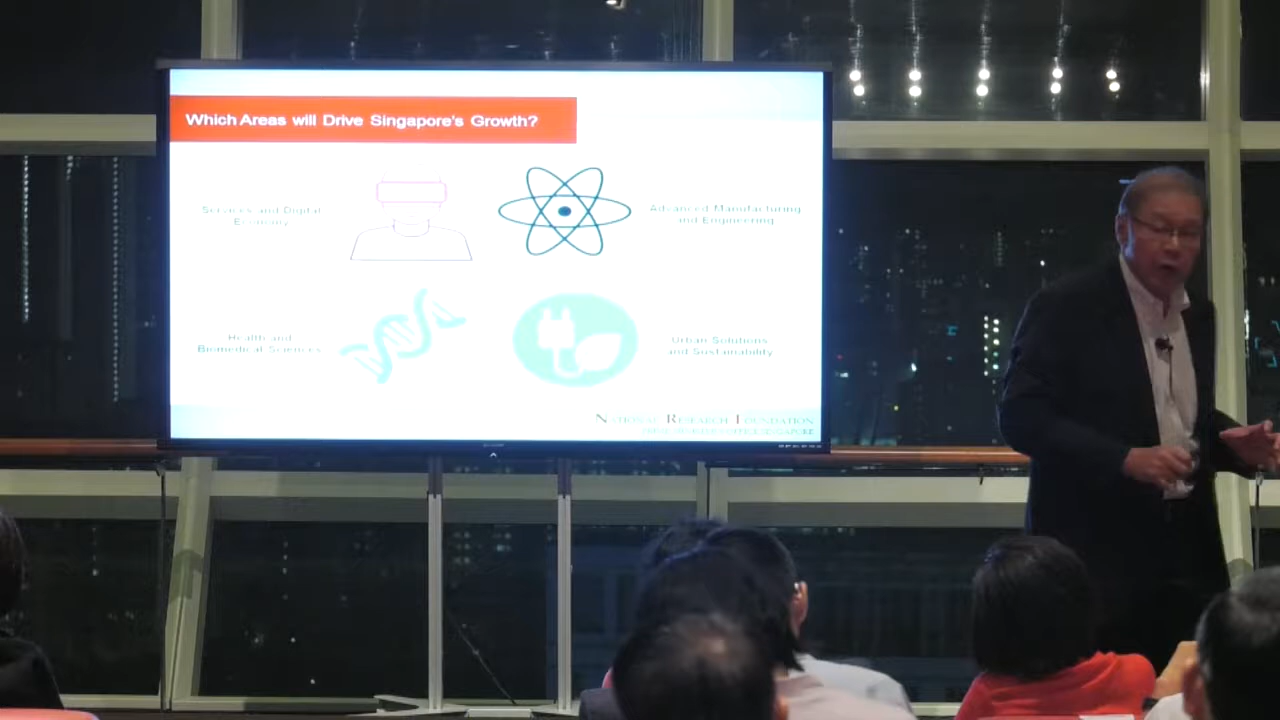 Which Areas will Drive Singapore's Growth?
Services and Digital
Economy
Advanced Manufacturing
and Engineering
Health and
Biomedical Sciences
Urban Solutions
and Sustainability
NATIONAL RESEARCH FOUNDATION